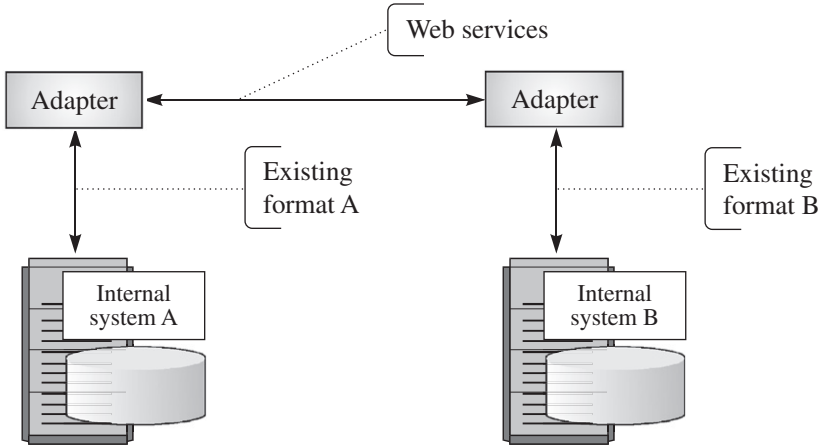 Web services
Adapter
Adapter
Existing
format A
Existing
format B
Internal
system A
Internal
system B